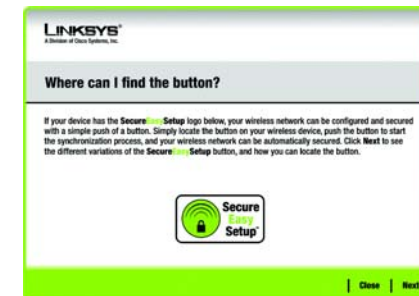 LINKSYS®
A Division of Cisco Systems, Inc.
Where can I find the button?
If your device has the SecureEasySetup logo below, your wireless network can be configured and secured
with a simple push of a button. Simply locate the button on your wireless device, push the button to start
the synchronization process, and your wireless network can be automatically secured. Click Next to see
the different variations of the SecureEasySetup button, and how you can locate the button.
Secure
Easy
Setup™
Close | Next